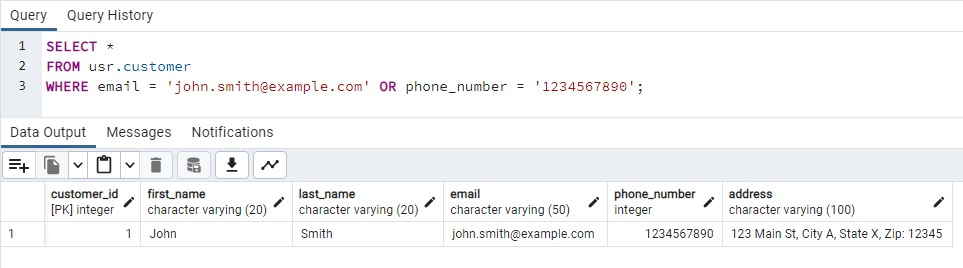 Query Query History
1 SELECT *
2 FROM usr.customer
3 WHERE email = 'john.smith@example.com' OR phone_number = '1234567890';
Data Output Messages Notifications
customer_id first_name last_name email phone_number address
[PK] integer character varying (20) character varying (20) character varying (50) integer character varying (100)
1 1 John Smith john.smith@example.com 1234567890 123 Main St, City A, State X, Zip: 12345